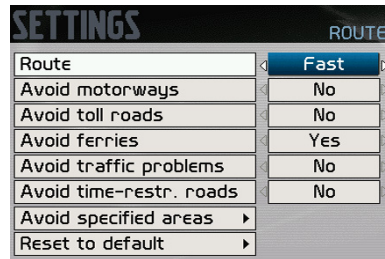 SETTINGS
ROUTE
Route Fast
Avoid motorways No
Avoid toll roads No
Avoid ferries Yes
Avoid traffic problems No
Avoid time-restr. roads No
Avoid specified areas
Reset to default